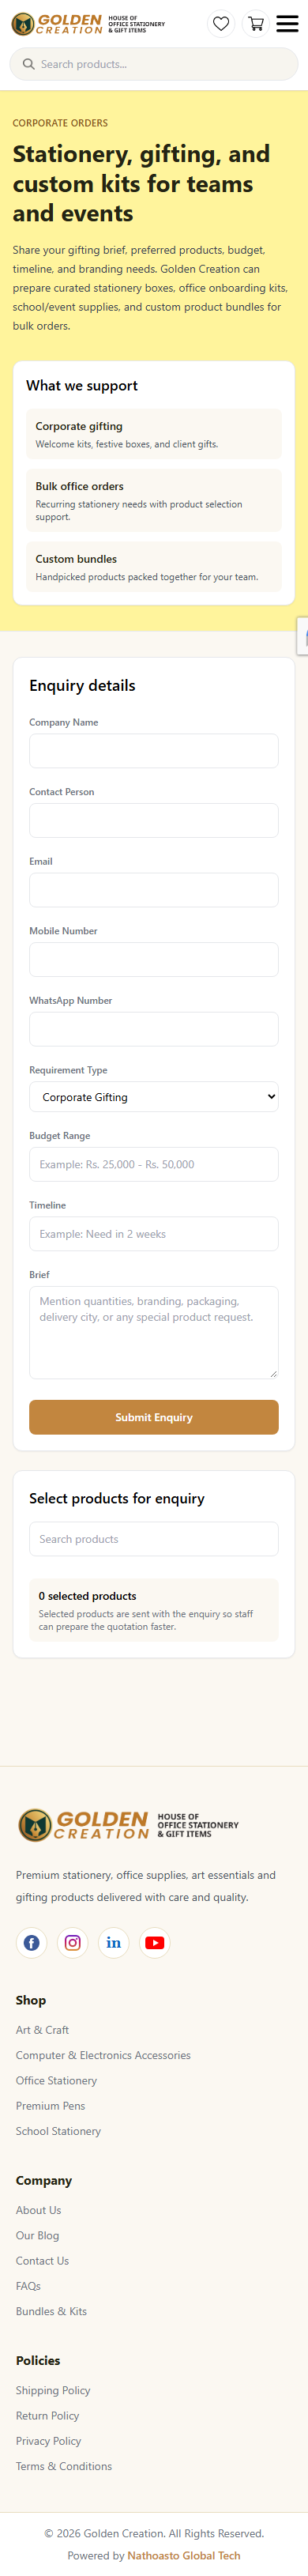 GOLDEN
CREATION
HOUSE OF
OFFICE STATIONERY
& GIFT ITEMS
Search products...
CORPORATE ORDERS
Stationery, gifting, and
custom kits for teams
and events
Share your gifting brief, preferred products, budget,
timeline, and branding needs. Golden Creation can
prepare curated stationery boxes, office onboarding kits,
school/event supplies, and custom product bundles for
bulk orders.
What we support
Corporate gifting
Welcome kits, festive boxes, and client gifts.
Bulk office orders
Recurring stationery needs with product selection
support.
Custom bundles
Handpicked products packed together for your team.
Enquiry details
Company Name
Contact Person
Email
Mobile Number
WhatsApp Number
Requirement Type
Corporate Gifting
Budget Range
Example: Rs. 25,000 - Rs. 50,000
Timeline
Example: Need in 2 weeks
Brief
Mention quantities, branding, packaging,
delivery city, or any special product request.
Submit Enquiry
Select products for enquiry
Search products
0 selected products
Selected products are sent with the enquiry so staff
can prepare the quotation faster.
GOLDEN
CREATION
HOUSE OF
OFFICE STATIONERY
& GIFT ITEMS
Premium stationery, office supplies, art essentials and
gifting products delivered with care and quality.
Shop
Art & Craft
Computer & Electronics Accessories
Office Stationery
Premium Pens
School Stationery
Company
About Us
Our Blog
Contact Us
FAQs
Bundles & Kits
Policies
Shipping Policy
Return Policy
Privacy Policy
Terms & Conditions
© 2026 Golden Creation. All Rights Reserved.
Powered by Nathoasto Global Tech